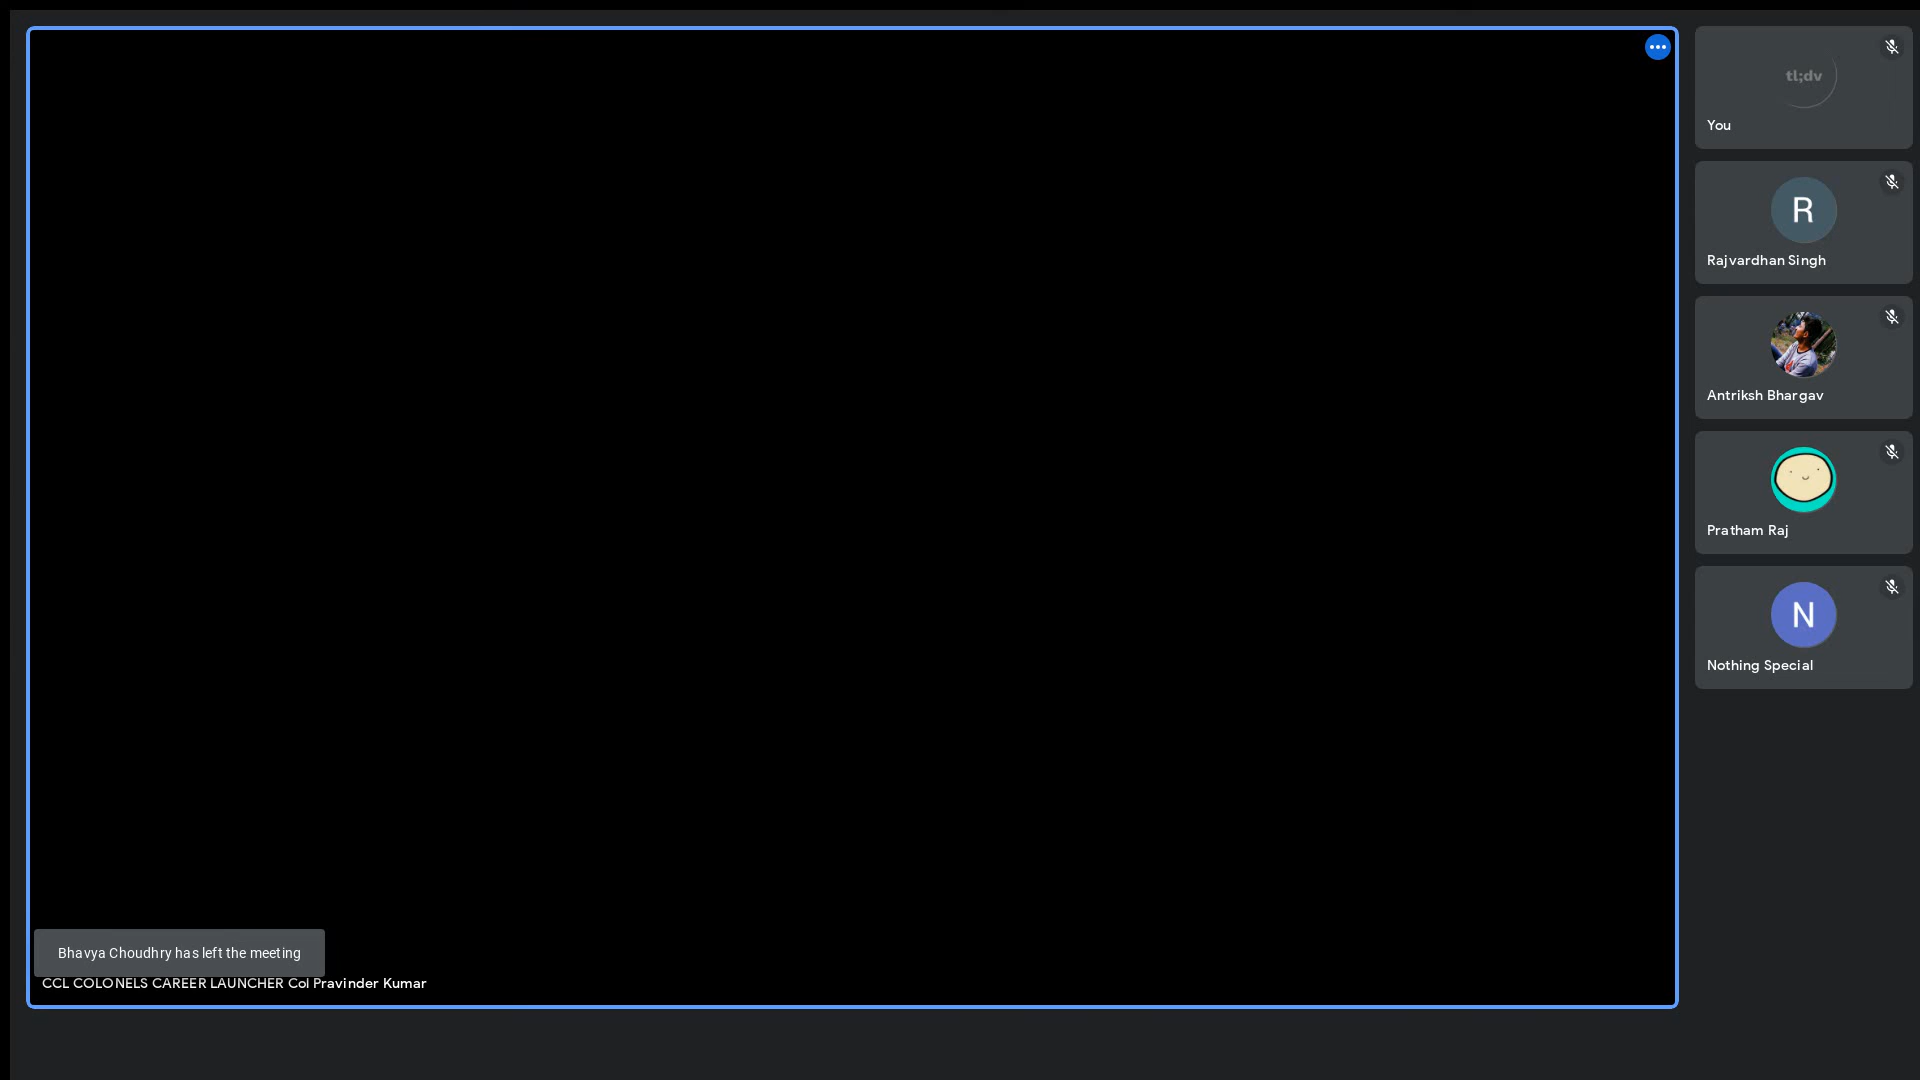 tl;dv
You
R
Rajvardhan Singh
Antriksh Bhargav
Pratham Raj
N
Nothing Special
Bhavya Choudhry has left the meeting
CCL COLONELS CAREER LAUNCHER Col Pravinder Kumar